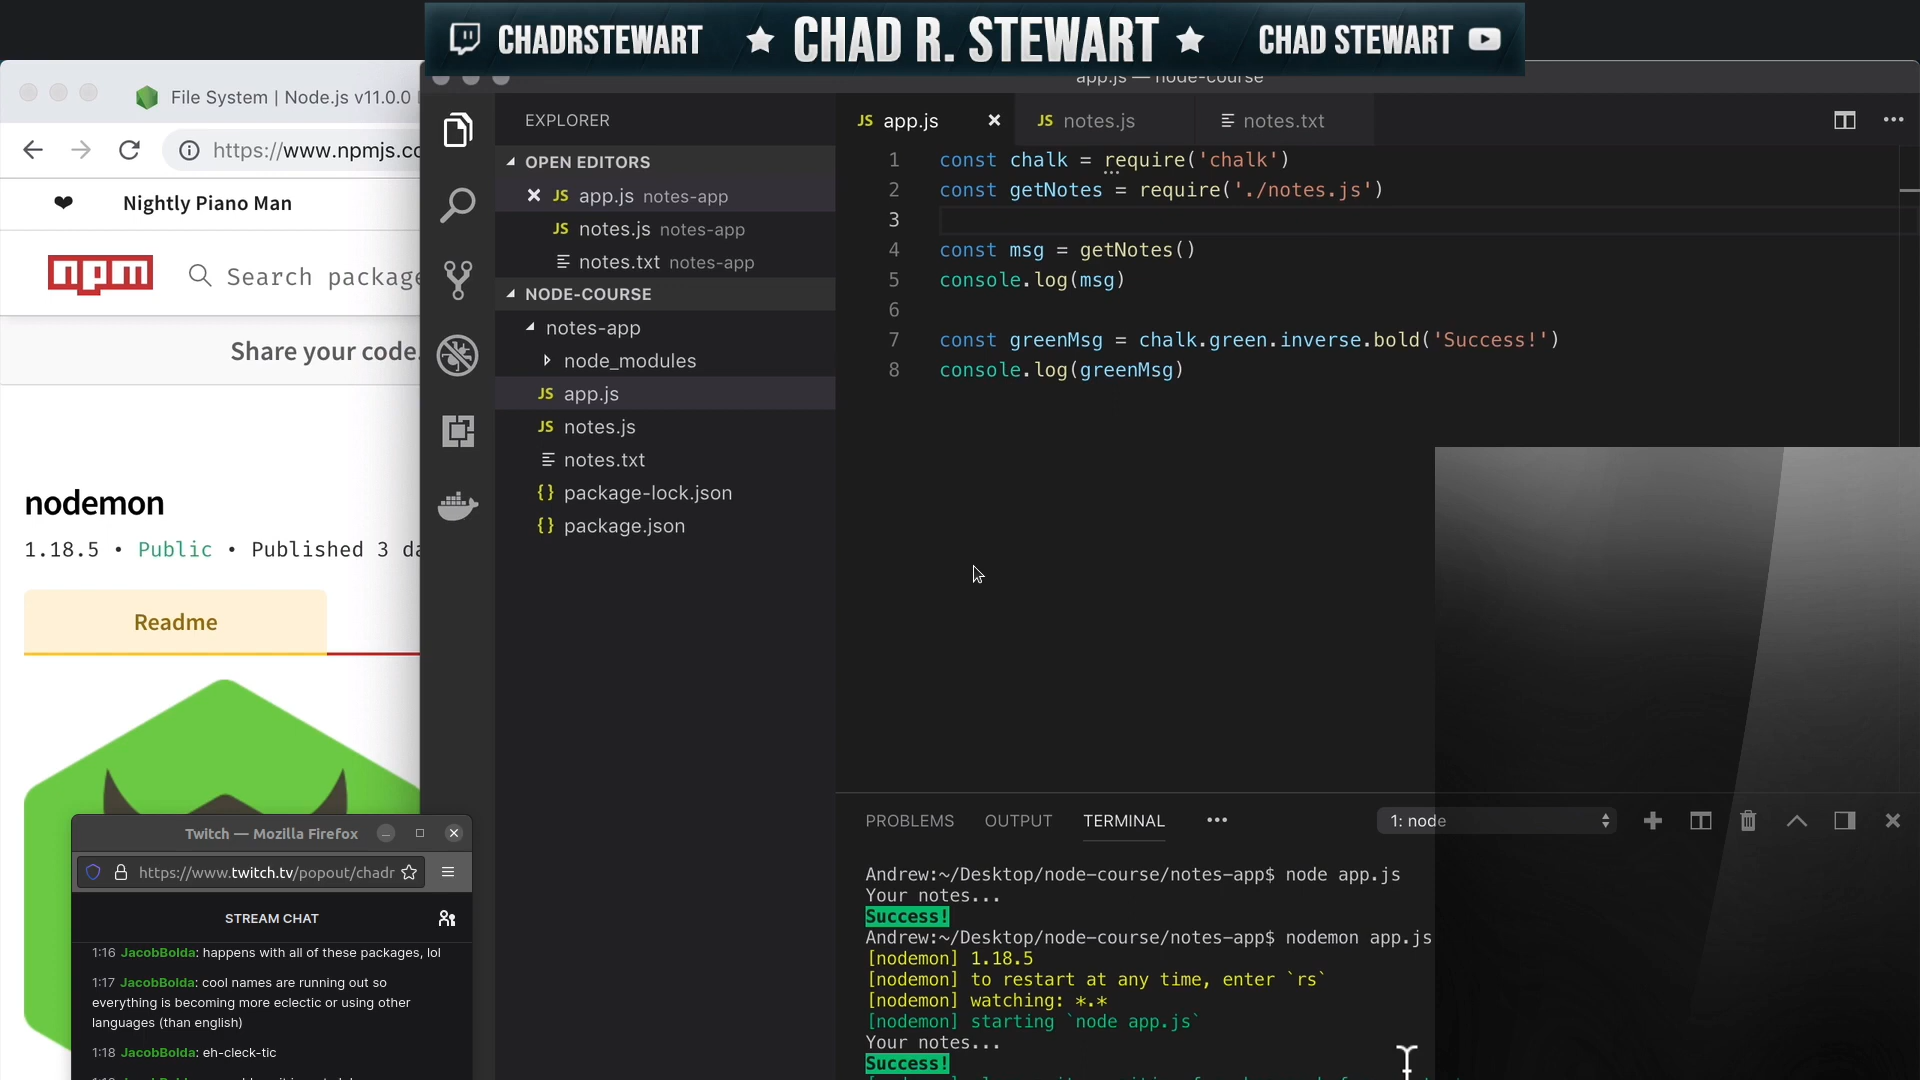 CHADRSTEWART
CHAD R. STEWART
CHAD STEWART
File System | Node.js v11.0.0
https://www.npmjs.co
Nightly Piano Man
npm
Search package
Share your code.
nodemon
1.18.5 • Public • Published 3 da
Readme
app.js — node-course
EXPLORER
OPEN EDITORS
app.js notes-app
notes.js notes-app
notes.txt notes-app
NODE-COURSE
notes-app
node_modules
JS app.js
JS notes.js
notes.txt
{} package-lock.json
{} package.json
JS app.js
JS notes.js
notes.txt
1 const chalk = require('chalk')
2 const getNotes = require('./notes.js')
3
4 const msg = getNotes()
5 console.log(msg)
6
7 const greenMsg = chalk.green.inverse.bold('Success!')
8 console.log(greenMsg)
PROBLEMS OUTPUT TERMINAL
1: node
Andrew:~/Desktop/node-course/notes-app$ node app.js
Your notes...
Success!
Andrew:~/Desktop/node-course/notes-app$ nodemon app.js
[nodemon] 1.18.5
[nodemon] to restart at any time, enter `rs`
[nodemon] watching: *.*
[nodemon] starting `node app.js`
Your notes...
Success!
Twitch — Mozilla Firefox
https://www.twitch.tv/popout/chadr
STREAM CHAT
1:16 JacobBolda: happens with all of these packages, lol
1:17 JacobBolda: cool names are running out so
everything is becoming more eclectic or using other
languages (than english)
1:18 JacobBolda: eh-cleck-tic